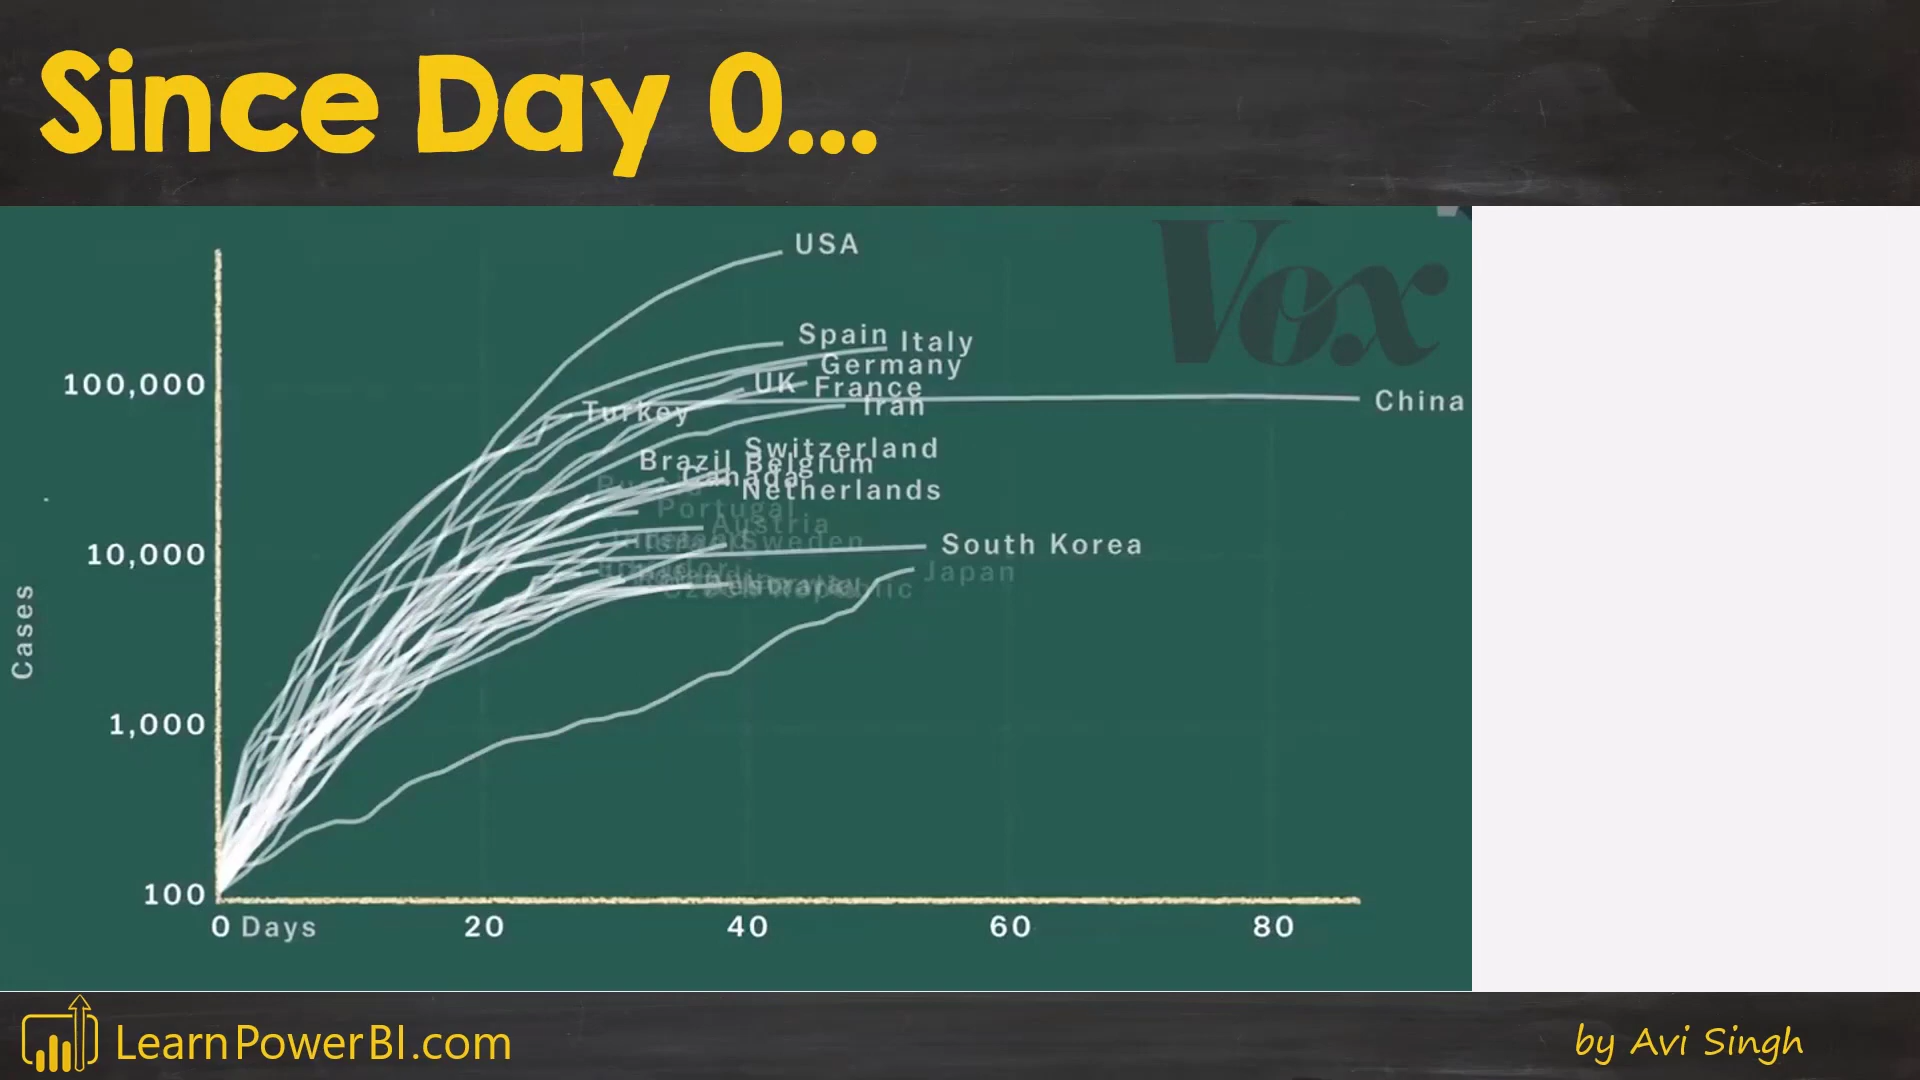 Since Day 0...
Vox
USA
Spain
Italy
Germany
UK
France
100,000
China
Iran
Turkey
Switzerland
Brazil
Belgium
Canada
Netherlands
Portugal
Austria
Sweden
10,000
South Korea
Japan
Cases
1,000
100
0 Days
20
40
60
80
LearnPowerBI.com
by Avi Singh